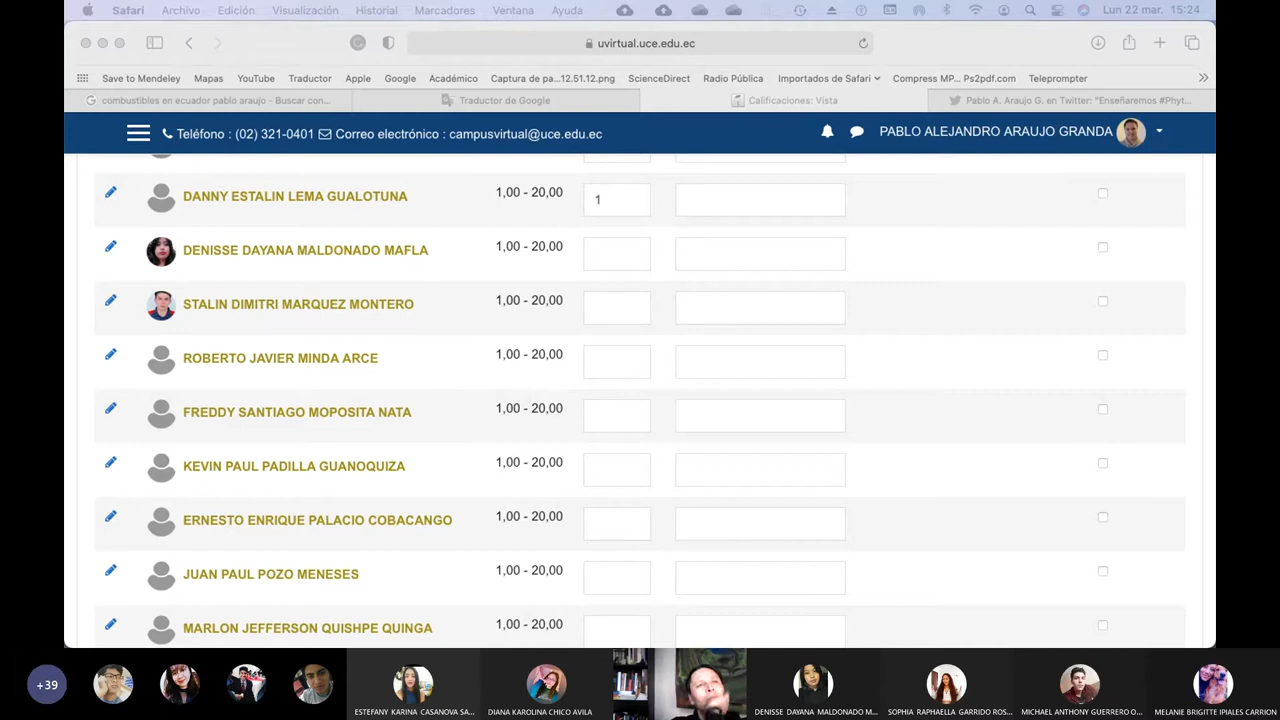 Safari Archivo Edición Visualización Historial Marcadores Ventana Ayuda Lun 22 mar. 15:24
uvirtual.uce.edu.ec
Save to Mendeley Mapas YouTube Traductor Apple Google Académico Captura de pa...12.51.12.png ScienceDirect Radio Pública Importados de Safari Compress MP... Ps2pdf.com Teleprompter
combustibles en ecuador pablo araujo - Buscar con... Traductor de Google Calificaciones: Vista Pablo A. Araujo G. en Twitter: "Enseñaremos #Phyt...
Teléfono : (02) 321-0401 Correo electrónico : campusvirtual@uce.edu.ec PABLO ALEJANDRO ARAUJO GRANDA
DANNY ESTALIN LEMA GUALOTUNA 1,00 - 20,00 1
DENISSE DAYANA MALDONADO MAFLA 1,00 - 20,00
STALIN DIMITRI MARQUEZ MONTERO 1,00 - 20,00
ROBERTO JAVIER MINDA ARCE 1,00 - 20,00
FREDDY SANTIAGO MOPOSITA NATA 1,00 - 20,00
KEVIN PAUL PADILLA GUANOQUIZA 1,00 - 20,00
ERNESTO ENRIQUE PALACIO COBACANGO 1,00 - 20,00
JUAN PAUL POZO MENESES 1,00 - 20,00
MARLON JEFFERSON QUISHPE QUINGA 1,00 - 20,00
+39
ESTEFANY KARINA CASANOVA SA... DIANA KAROLINA CHICO AVILA DENISSE DAYANA MALDONADO M... SOPHIA RAPHAELLA GARRIDO ROS... MICHAEL ANTHONY GUERRERO O... MELANIE BRIGITTE IPIALES CARRION